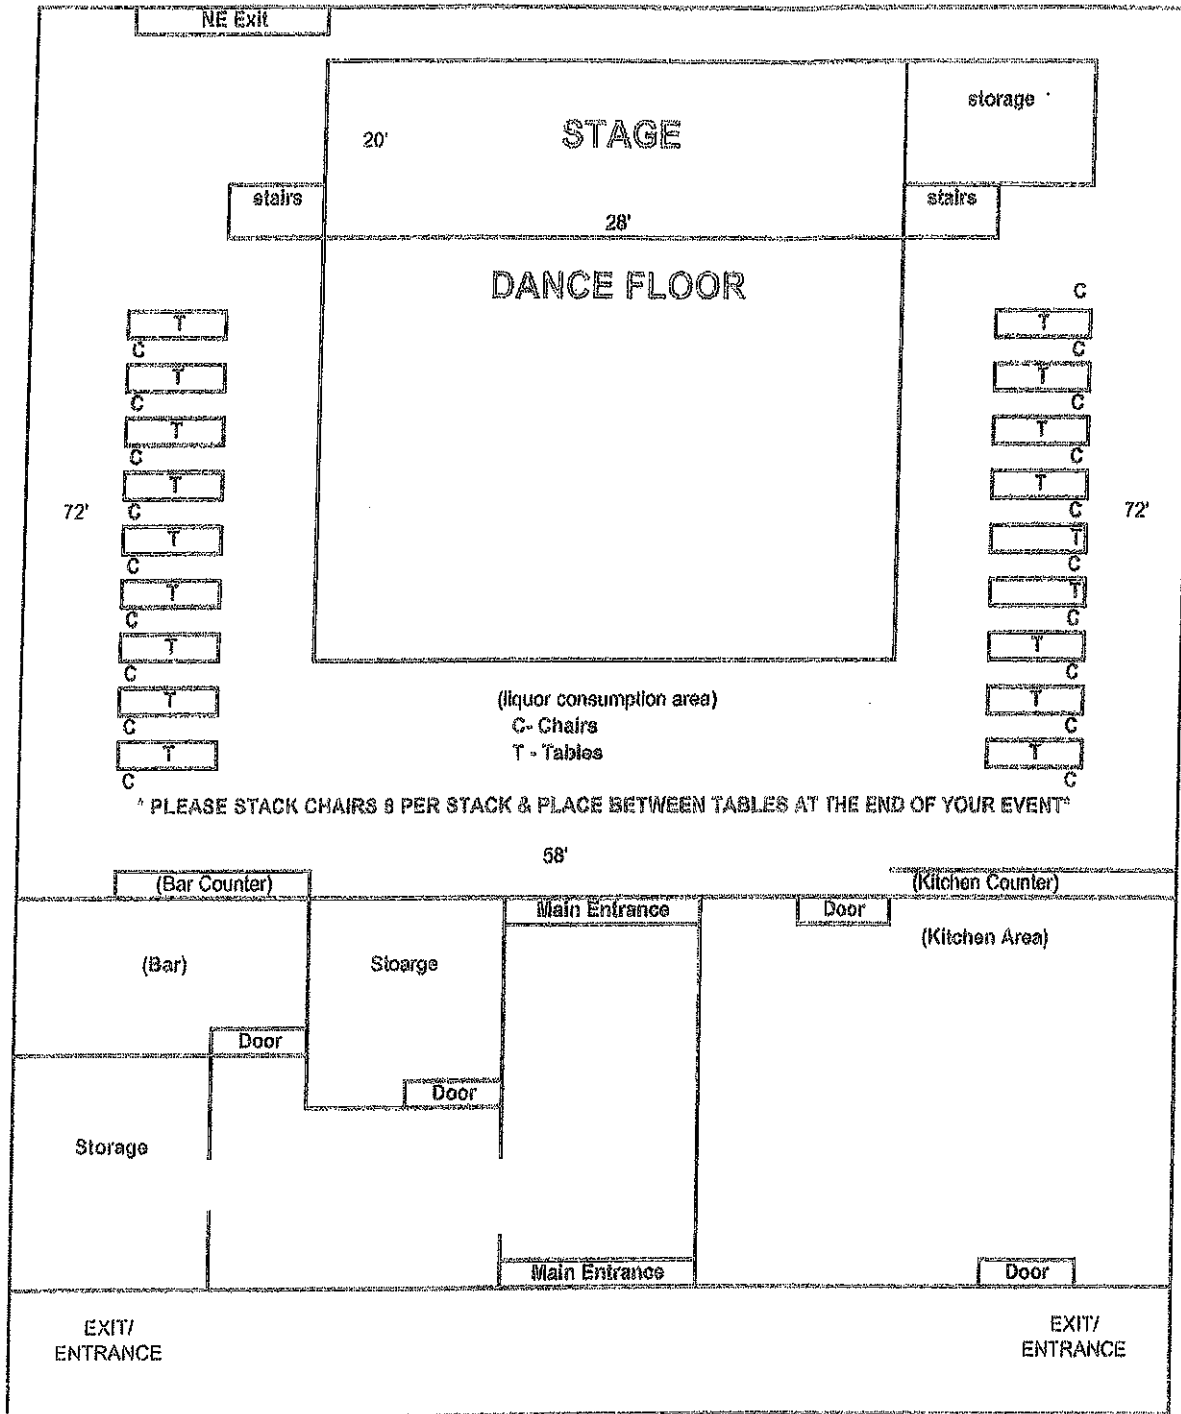 NE Exit
storage
20'
STAGE
stairs
stairs
28'
DANCE FLOOR
C
T
T
C
C
T
T
C
C
T
T
C
C
T
T
72'
C
C
72'
T
T
C
C
T
T
C
C
T
T
C
C
T
(liquor consumption area)
T
C
C- Chairs
C
T
T - Tables
T
C
C
* PLEASE STACK CHAIRS 9 PER STACK & PLACE BETWEEN TABLES AT THE END OF YOUR EVENT*
58'
(Bar Counter)
(Kitchen Counter)
Main Entrance
Door
(Kitchen Area)
(Bar)
Stoarge
Door
Door
Storage
Main Entrance
Door
EXIT/
ENTRANCE
EXIT/
ENTRANCE